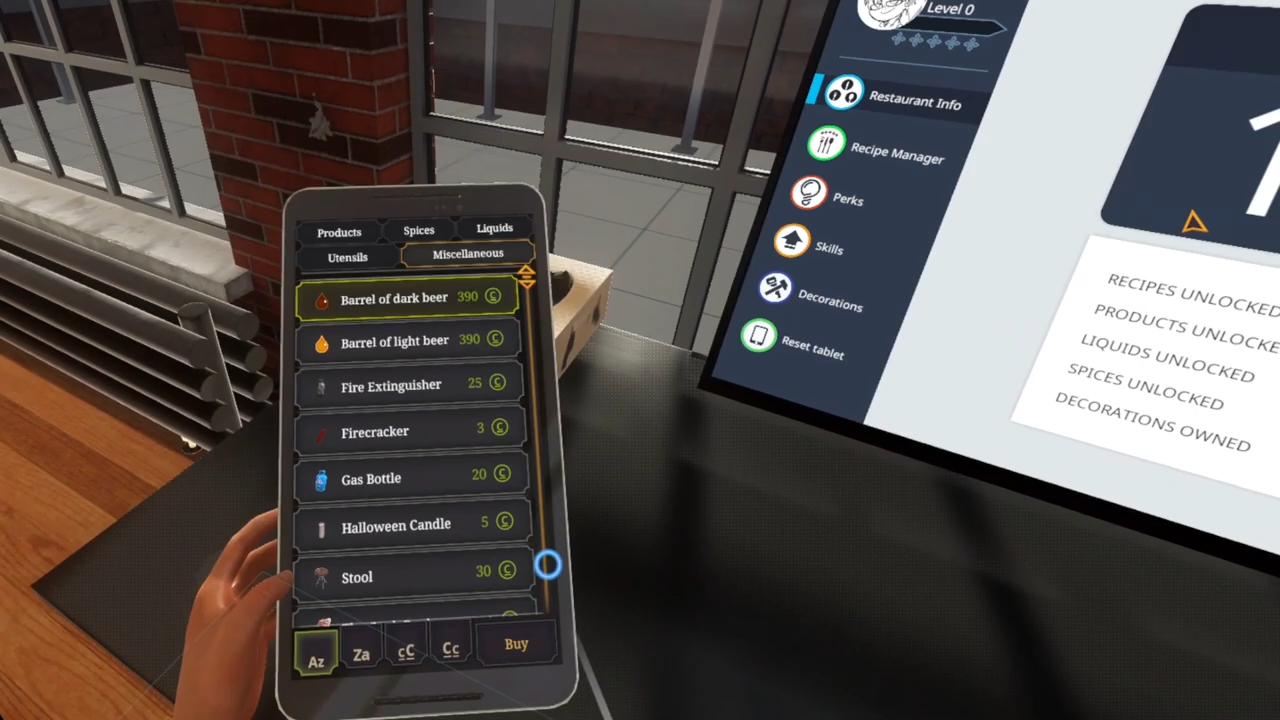 Level 0
Restaurant Info
Recipe Manager
Perks
Skills
Decorations
Reset tablet
RECIPES UNLOCKED
PRODUCTS UNLOCKE
LIQUIDS UNLOCKED
SPICES UNLOCKED
DECORATIONS OWNED
Products
Spices
Liquids
Utensils
Miscellaneous
Barrel of dark beer 390
Barrel of light beer 390
Fire Extinguisher 25
Firecracker 3
Gas Bottle 20
Halloween Candle 5
Stool 30
Az
Za
cC
Cc
Buy